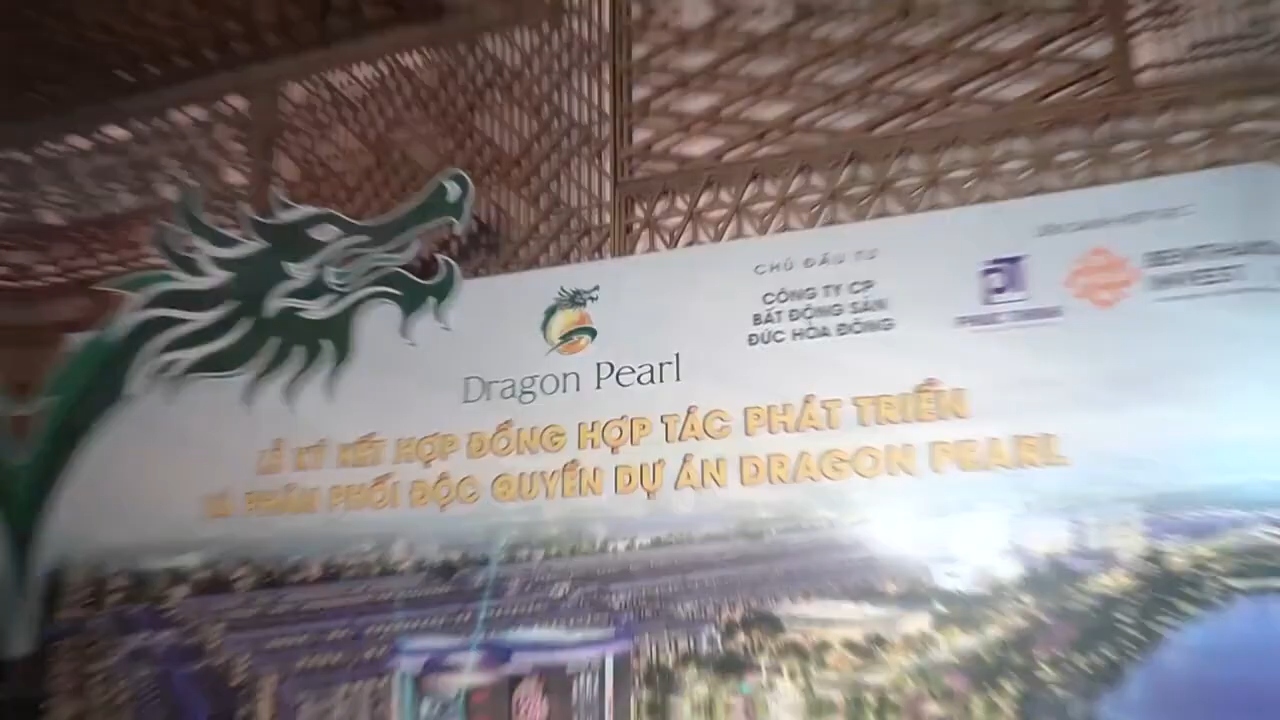 Dragon Pearl
CHỦ ĐẦU TƯ
CÔNG TY CP
BẤT ĐỘNG SẢN
ĐỨC HÒA ĐÔNG
INVEST
LỄ KÝ KẾT HỢP ĐỒNG HỢP TÁC PHÁT TRIỂN
VÀ PHÂN PHỐI ĐỘC QUYỀN DỰ ÁN DRAGON PEARL